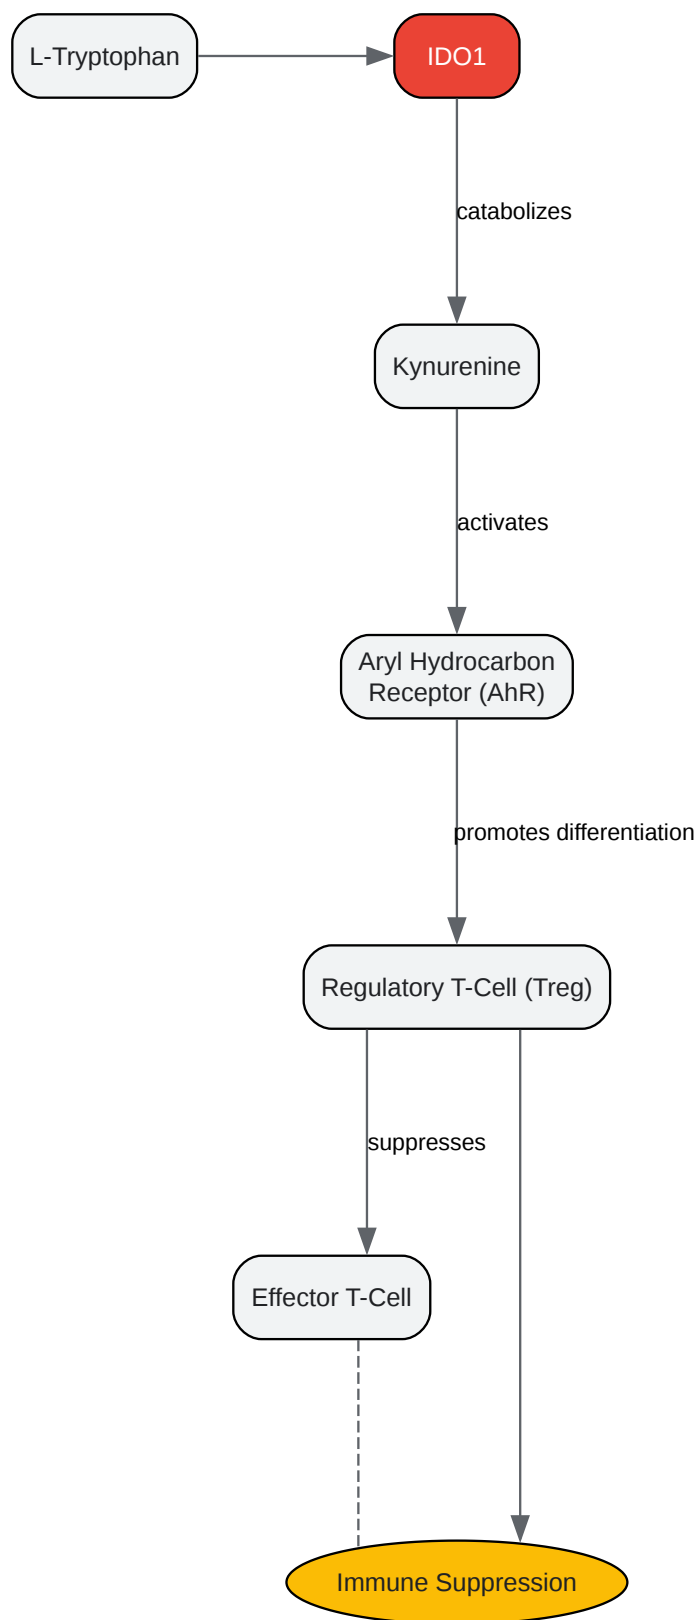 L-Tryptophan
IDO1
catabolizes
Kynurenine
activates
Aryl Hydrocarbon
Receptor (AhR)
promotes differentiation
Regulatory T-Cell (Treg)
suppresses
Effector T-Cell
Immune Suppression